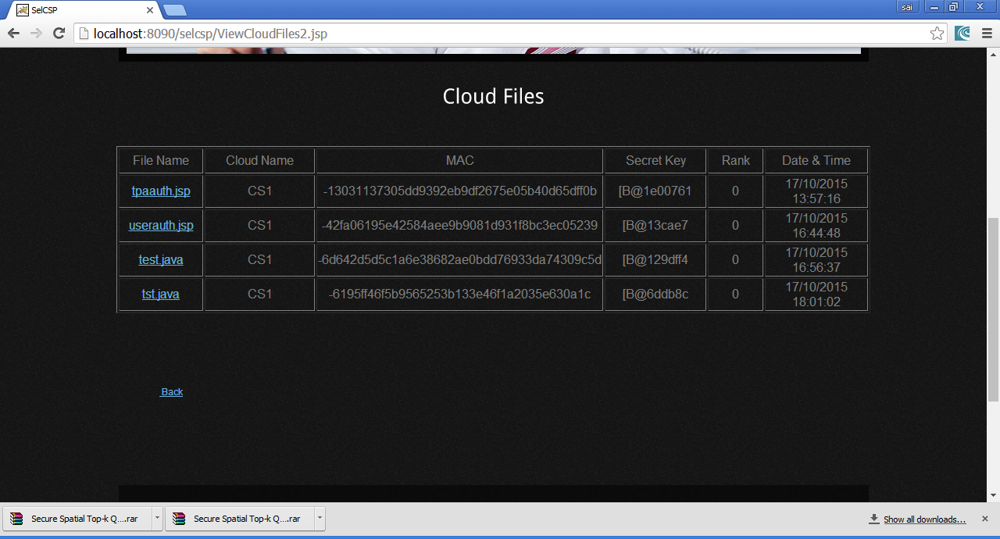 SelCSP
sai
localhost:8090/selcsp/ViewCloudFiles2.jsp
Cloud Files
File Name Cloud Name MAC Secret Key Rank Date & Time
tpaauth.jsp CS1 -13031137305dd9392eb9df2675e05b40d65dff0b [B@1e00761 0 17/10/2015
13:57:16
userauth.jsp CS1 -42fa06195e42584aee9b9081d931f8bc3ec05239 [B@13cae7 0 17/10/2015
16:44:48
test.java CS1 -6d642d5d5c1a6e38682ae0bdd76933da74309c5d [B@129dff4 0 17/10/2015
16:56:37
tst.java CS1 -6195ff46f5b9565253b133e46f1a2035e630a1c [B@6ddb8c 0 17/10/2015
18:01:02
Back
Secure Spatial Top-k Q....rar Secure Spatial Top-k Q....rar Show all downloads...